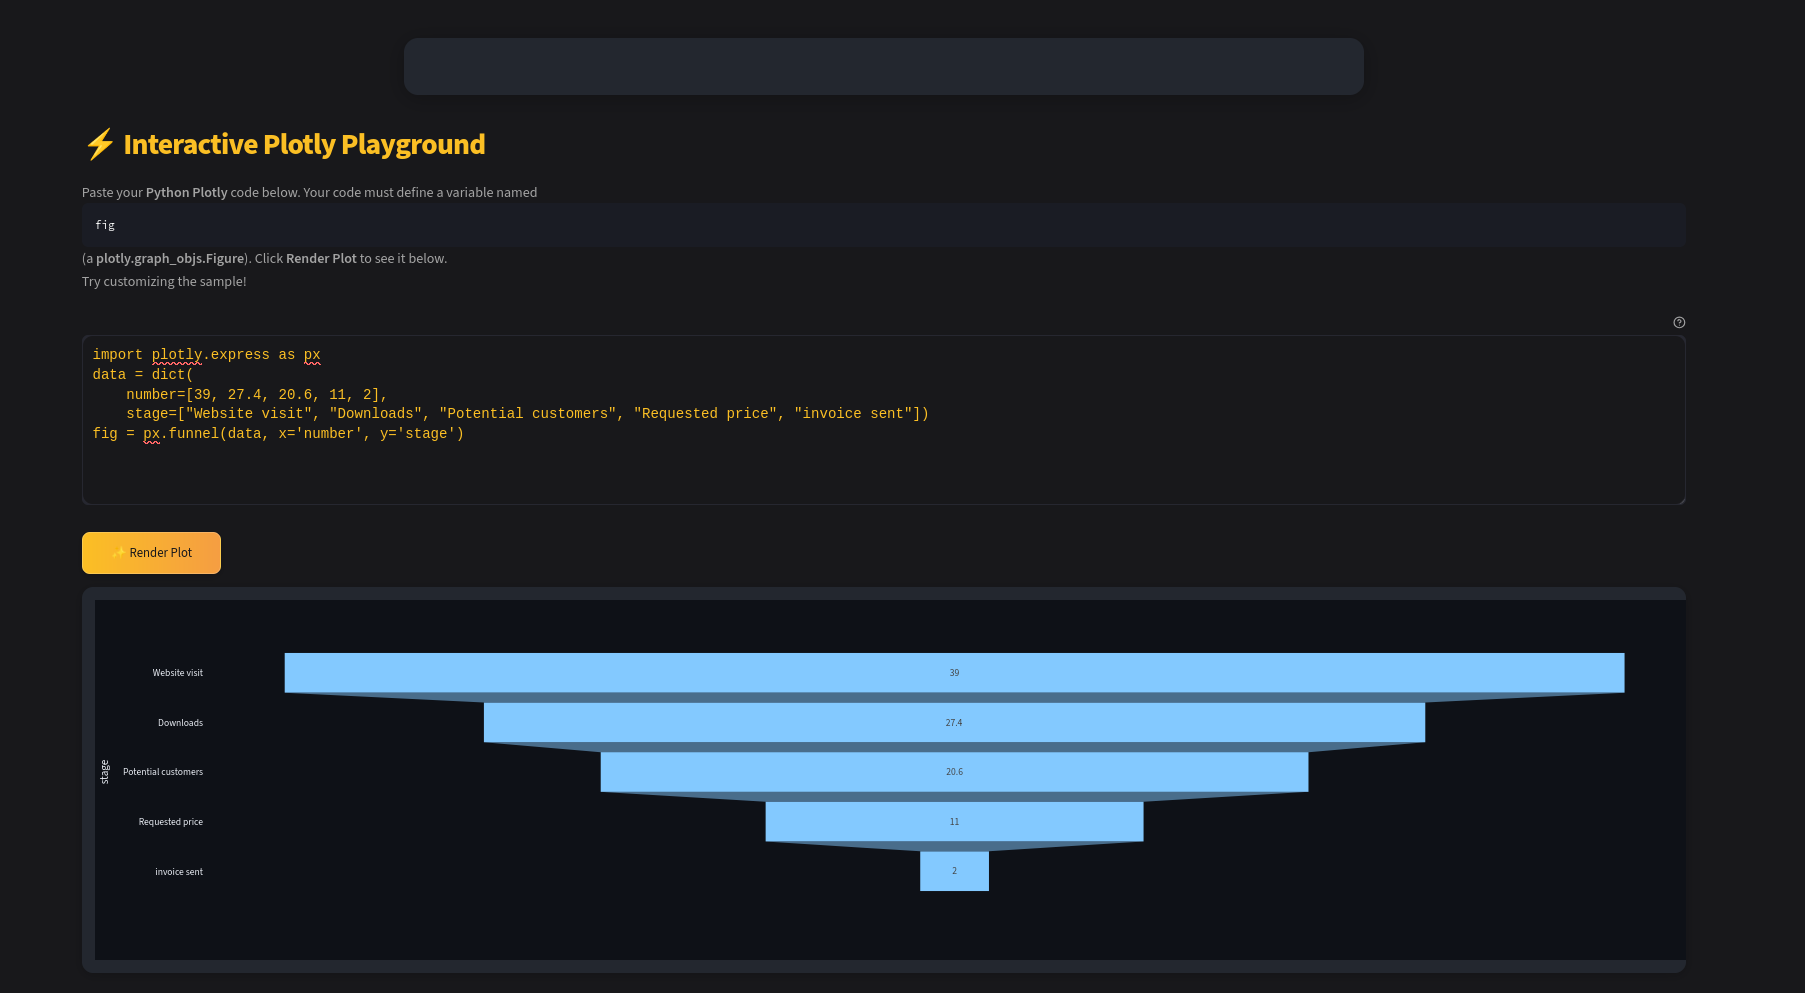 ⚡ Interactive Plotly Playground
Paste your Python Plotly code below. Your code must define a variable named
fig
(a plotly.graph_objs.Figure). Click Render Plot to see it below.
Try customizing the sample!
import plotly.express as px
data = dict(
    number=[39, 27.4, 20.6, 11, 2],
    stage=["Website visit", "Downloads", "Potential customers", "Requested price", "invoice sent"])
fig = px.funnel(data, x='number', y='stage')
✨ Render Plot
Website visit
39
Downloads
27.4
stage
Potential customers
20.6
Requested price
11
invoice sent
2